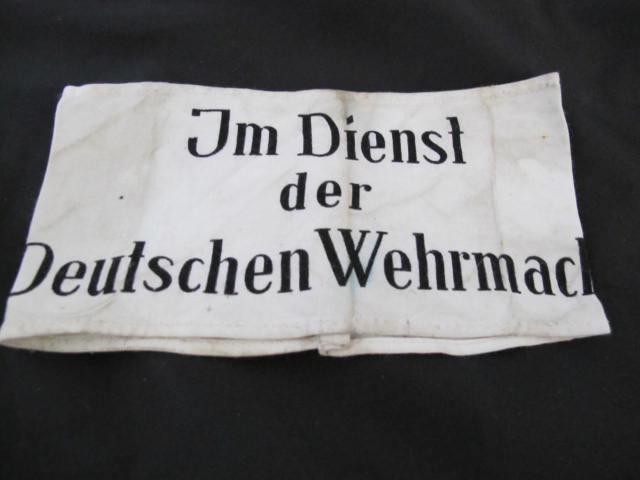 Im Dienst
der
Deutschen Wehrmach